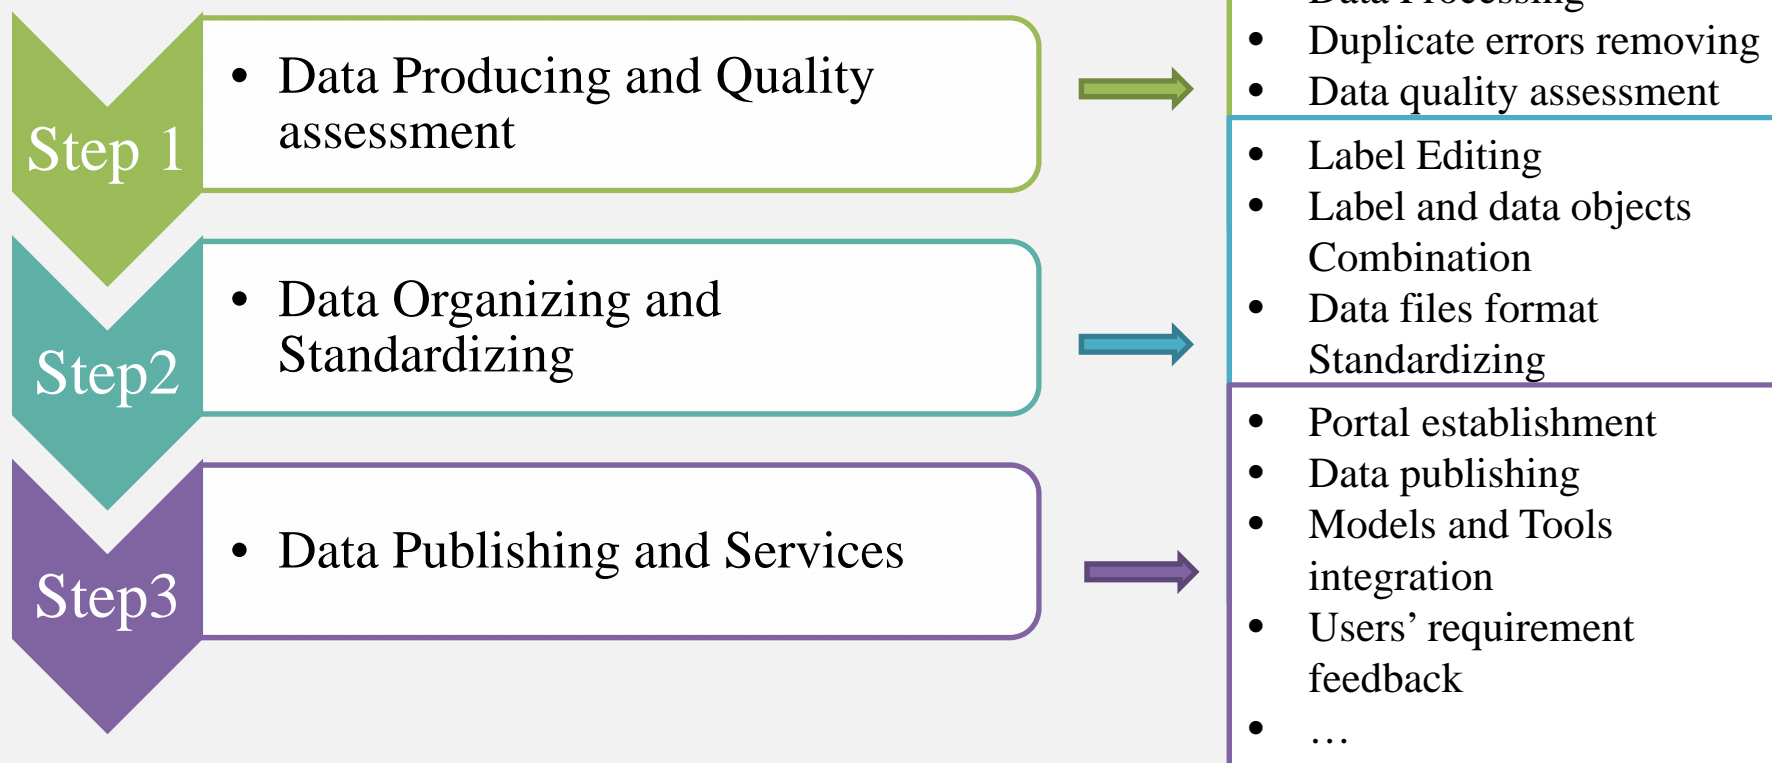 Step 1
• Data Producing and Quality
assessment
Data Processing
• Duplicate errors removing
• Data quality assessment
Step2
• Data Organizing and
Standardizing
• Label Editing
• Label and data objects
Combination
• Data files format
Standardizing
Step3
• Data Publishing and Services
• Portal establishment
• Data publishing
• Models and Tools
integration
• Users’ requirement
feedback
• …